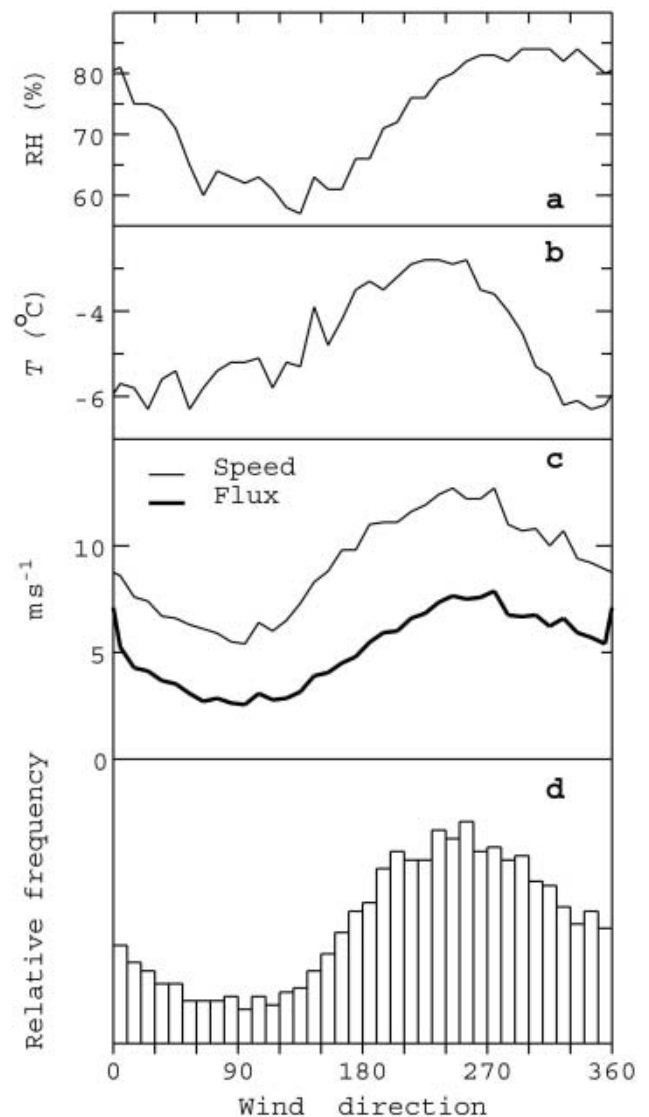 RH (%)
80
70
60
a
T (°C)
-4
-6
b
ms⁻¹
10
5
0
Speed
Flux
c
Relative frequency
d
0 90 180 270 360
Wind direction